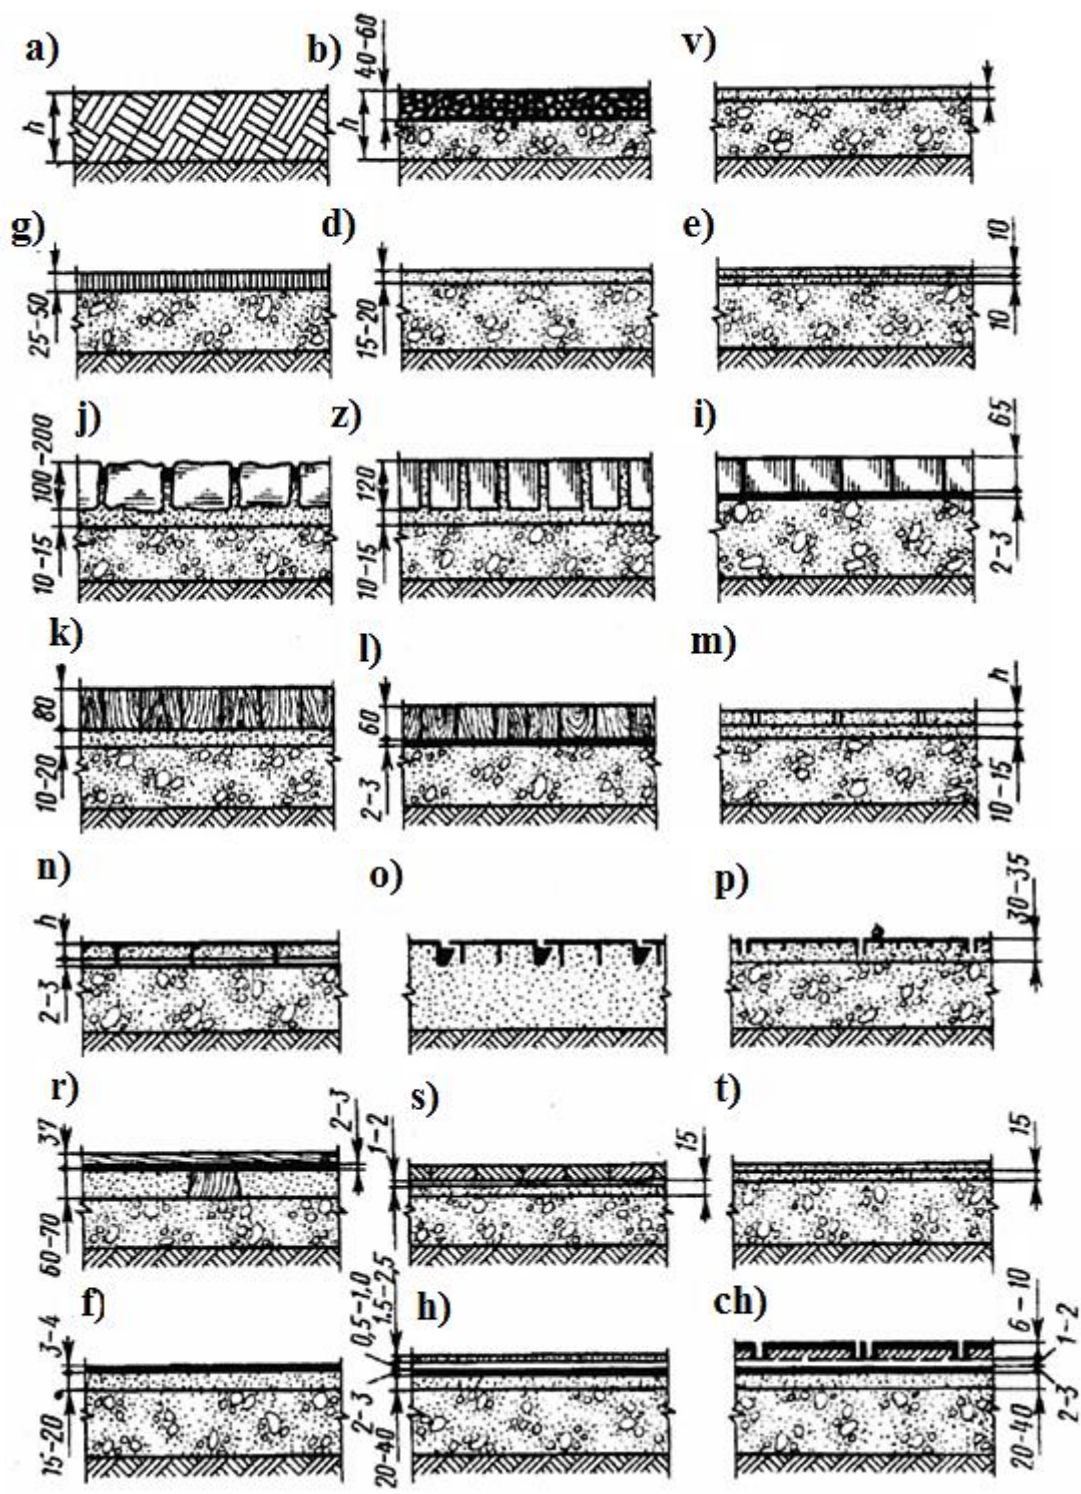 a) h
b) 40-60 h
v)
g) 25-50
d) 15-20
e) 10 10
j) 100-200 10-15
z) 120 10-15
i) 65 2-3
k) 80 10-20
l) 60 2-3
m) h 10-15
n) h 2-3
o)
p) 30-35
r) 37 60-70 2-3
s) 1-2 15
t) 15
f) 3-4 15-20
h) 0,5-1,0 1.5-2,5 2-3 20-40
ch) 6-10 1-2 2-3 20-40